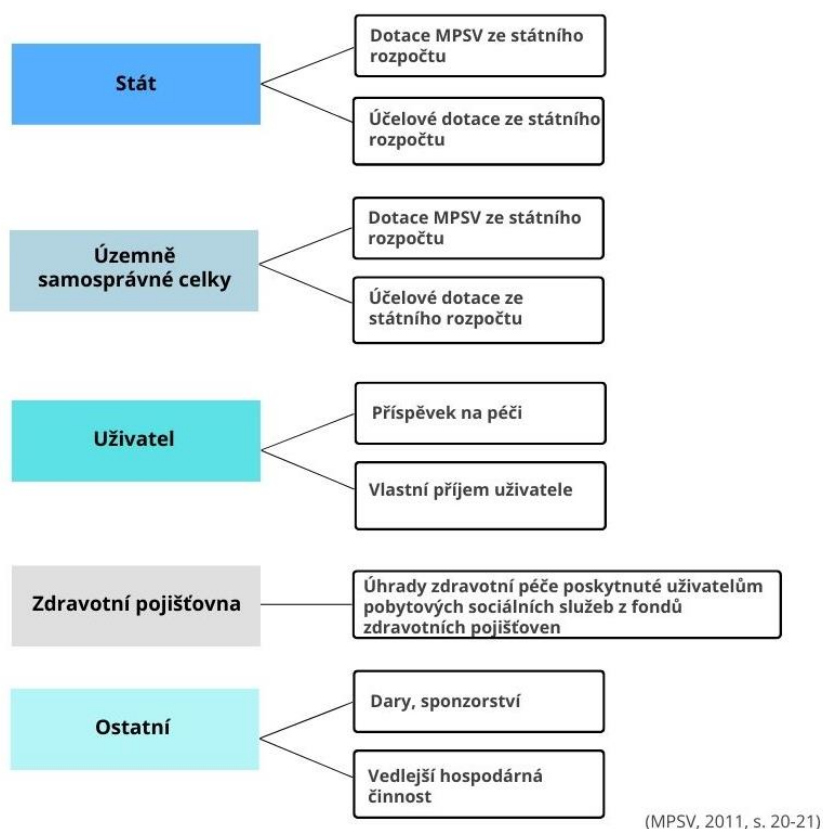 Stát
Dotace MPSV ze státního
rozpočtu
Účelové dotace ze státního
rozpočtu
Územně
samosprávné celky
Dotace MPSV ze státního
rozpočtu
Účelové dotace ze
státního rozpočtu
Uživatel
Příspěvek na péči
Vlastní příjem uživatele
Zdravotní pojišťovna
Úhrady zdravotní péče poskytnuté uživatelům
pobytových sociálních služeb z fondů
zdravotních pojišťoven
Ostatní
Dary, sponzorství
Vedlejší hospodárná
činnost
(MPSV, 2011, s. 20-21)